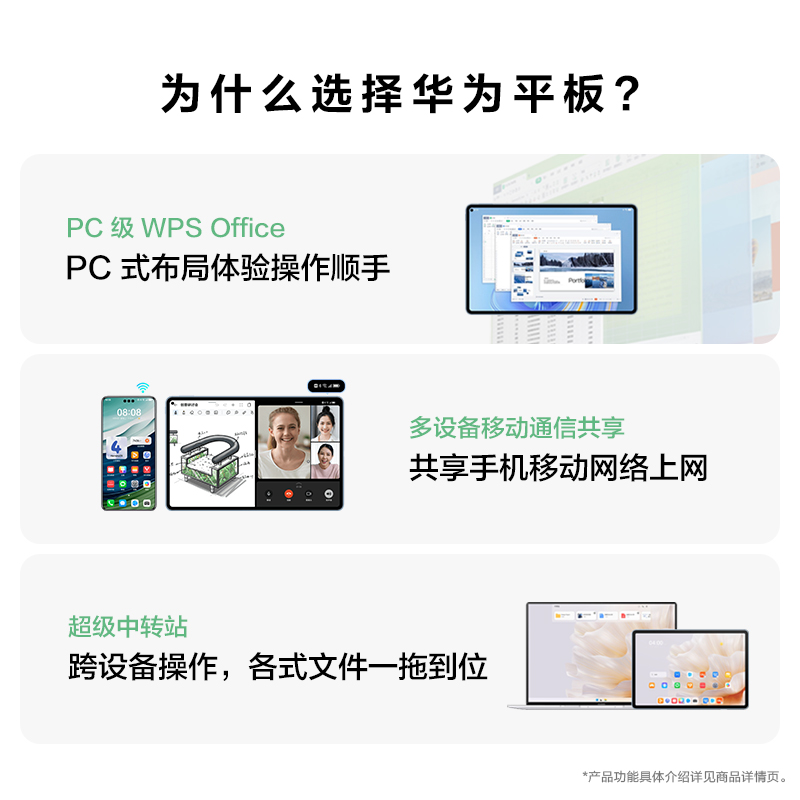 为什么选择华为平板？
PC 级 WPS Office
PC 式布局体验操作顺手
08:08
多设备移动通信共享
共享手机移动网络上网
超级中转站
跨设备操作，各式文件一拖到位
*产品功能具体介绍详见商品详情页。